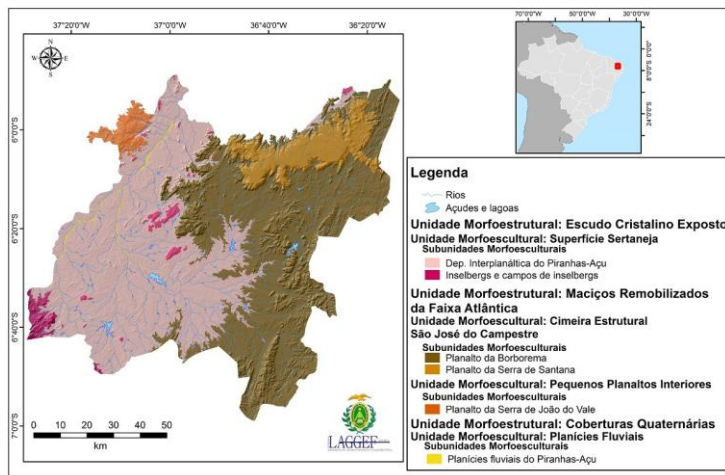 37°20'W 37°0'W 36°40'W 36°20'W
N
W E
S
6°0'0"S
6°20'0"S
6°40'0"S
7°0'0"S
0 10 20 30 40 50
km
LAGGEF
70°0'0"W 50°0'0"W 30°0'0"W
0°0'0"
8°0'0"S
24°0'0"S
Legenda
Rios
Açudes e lagoas
Unidade Morfoestrutural: Escudo Cristalino Exposto
Unidade Morfoescultural: Superfície Sertaneja
Subunidades Morfoesculturais
Dep. Interplanáltica do Piranhas-Açu
Inselbergs e campos de inselbergs
Unidade Morfoestrutural: Maciços Remobilizados
da Faixa Atlântica
Unidade Morfoescultural: Cimeira Estrutural
São José do Campestre
Subunidades Morfoesculturais
Planalto da Borborema
Planalto da Serra de Santana
Unidade Morfoescultural: Pequenos Planaltos Interiores
Subunidades Morfoesculturais
Planalto da Serra de João do Vale
Unidade Morfoestrutural: Coberturas Quaternárias
Unidade Morfoescultural: Planícies Fluviais
Subunidades Morfoesculturais
Planícies fluviais do Piranhas-Açu